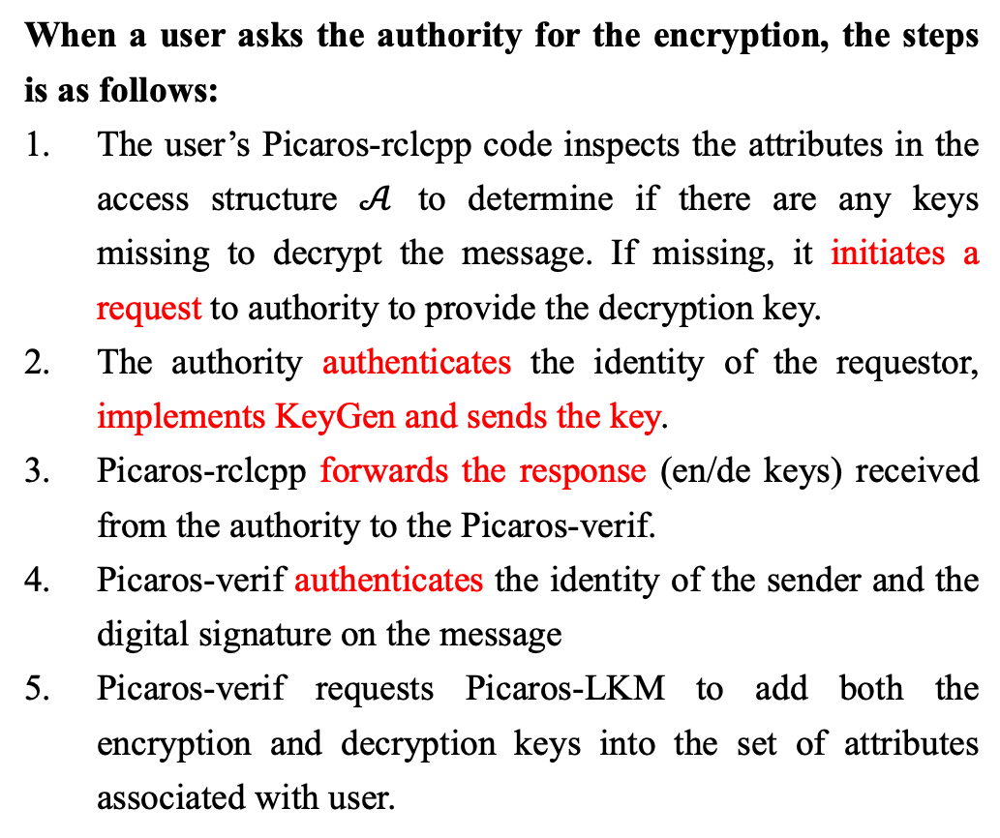 When a user asks the authority for the encryption, the steps
is as follows:
1. The user’s Picaros-rclcpp code inspects the attributes in the
access structure 𝒜 to determine if there are any keys
missing to decrypt the message. If missing, it initiates a
request to authority to provide the decryption key.
2. The authority authenticates the identity of the requestor,
implements KeyGen and sends the key.
3. Picaros-rclcpp forwards the response (en/de keys) received
from the authority to the Picaros-verif.
4. Picaros-verif authenticates the identity of the sender and the
digital signature on the message
5. Picaros-verif requests Picaros-LKM to add both the
encryption and decryption keys into the set of attributes
associated with user.